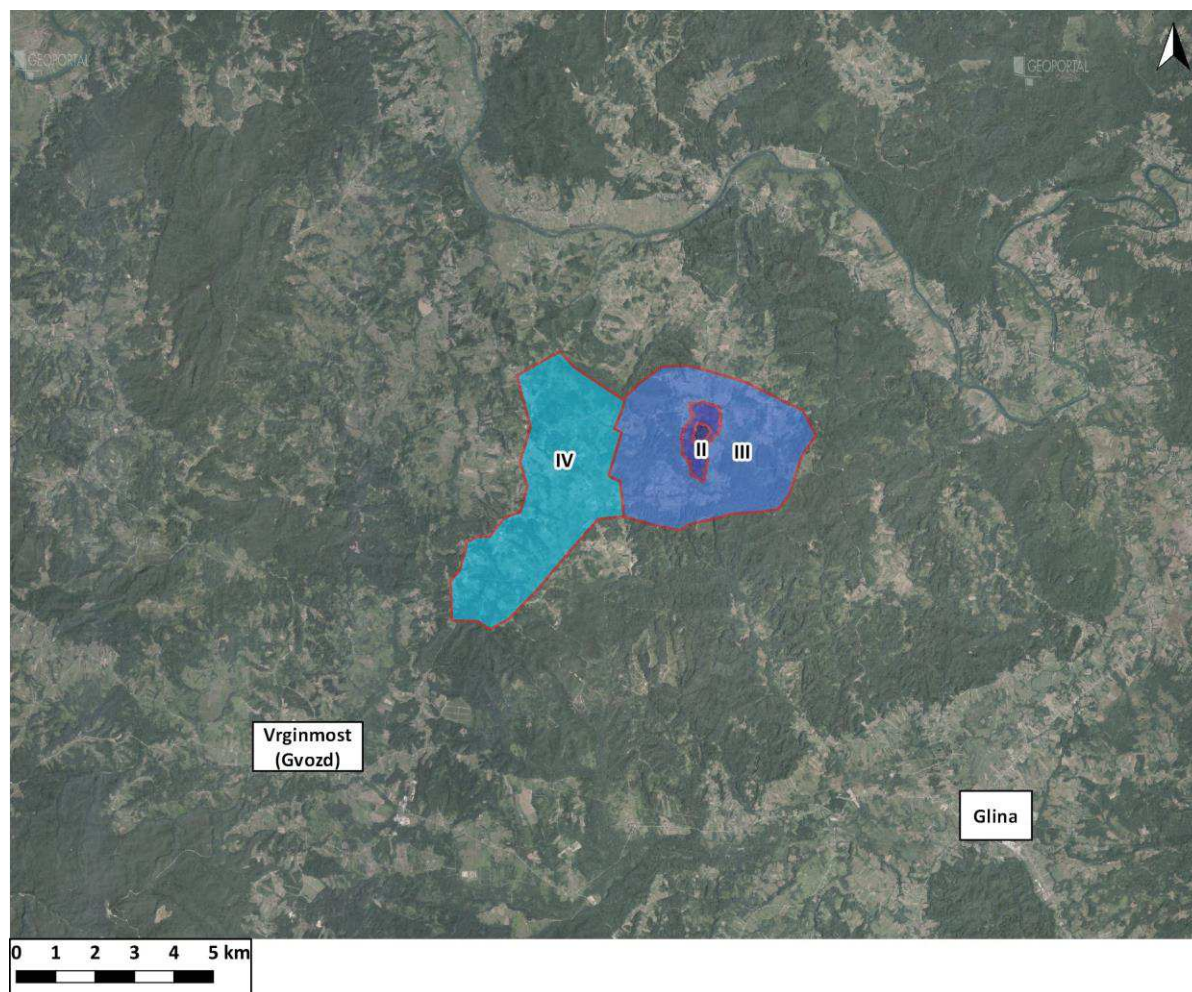 GEOPORTAL
GEOPORTAL
IV
II
III
Vrginmost
(Gvozd)
Glina
0 1 2 3 4 5 km